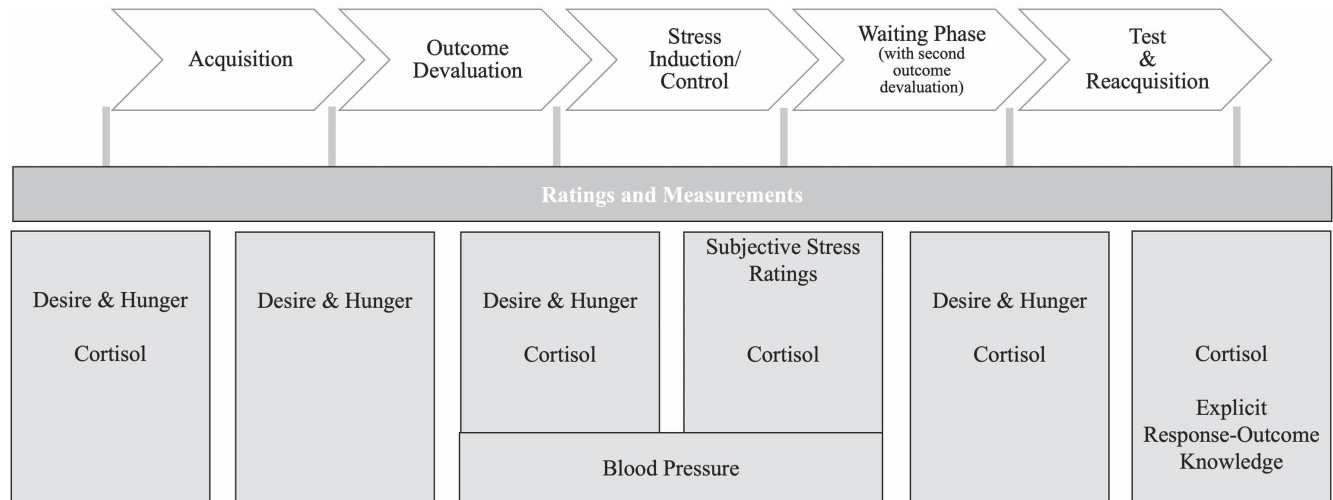 Acquisition
Outcome
Devaluation
Stress
Induction/
Control
Waiting Phase
(with second
outcome
devaluation)
Test
&
Reacquisition
Ratings and Measurements
Desire & Hunger
Cortisol
Desire & Hunger
Desire & Hunger
Cortisol
Subjective Stress
Ratings
Cortisol
Blood Pressure
Desire & Hunger
Cortisol
Cortisol
Explicit
Response-Outcome
Knowledge